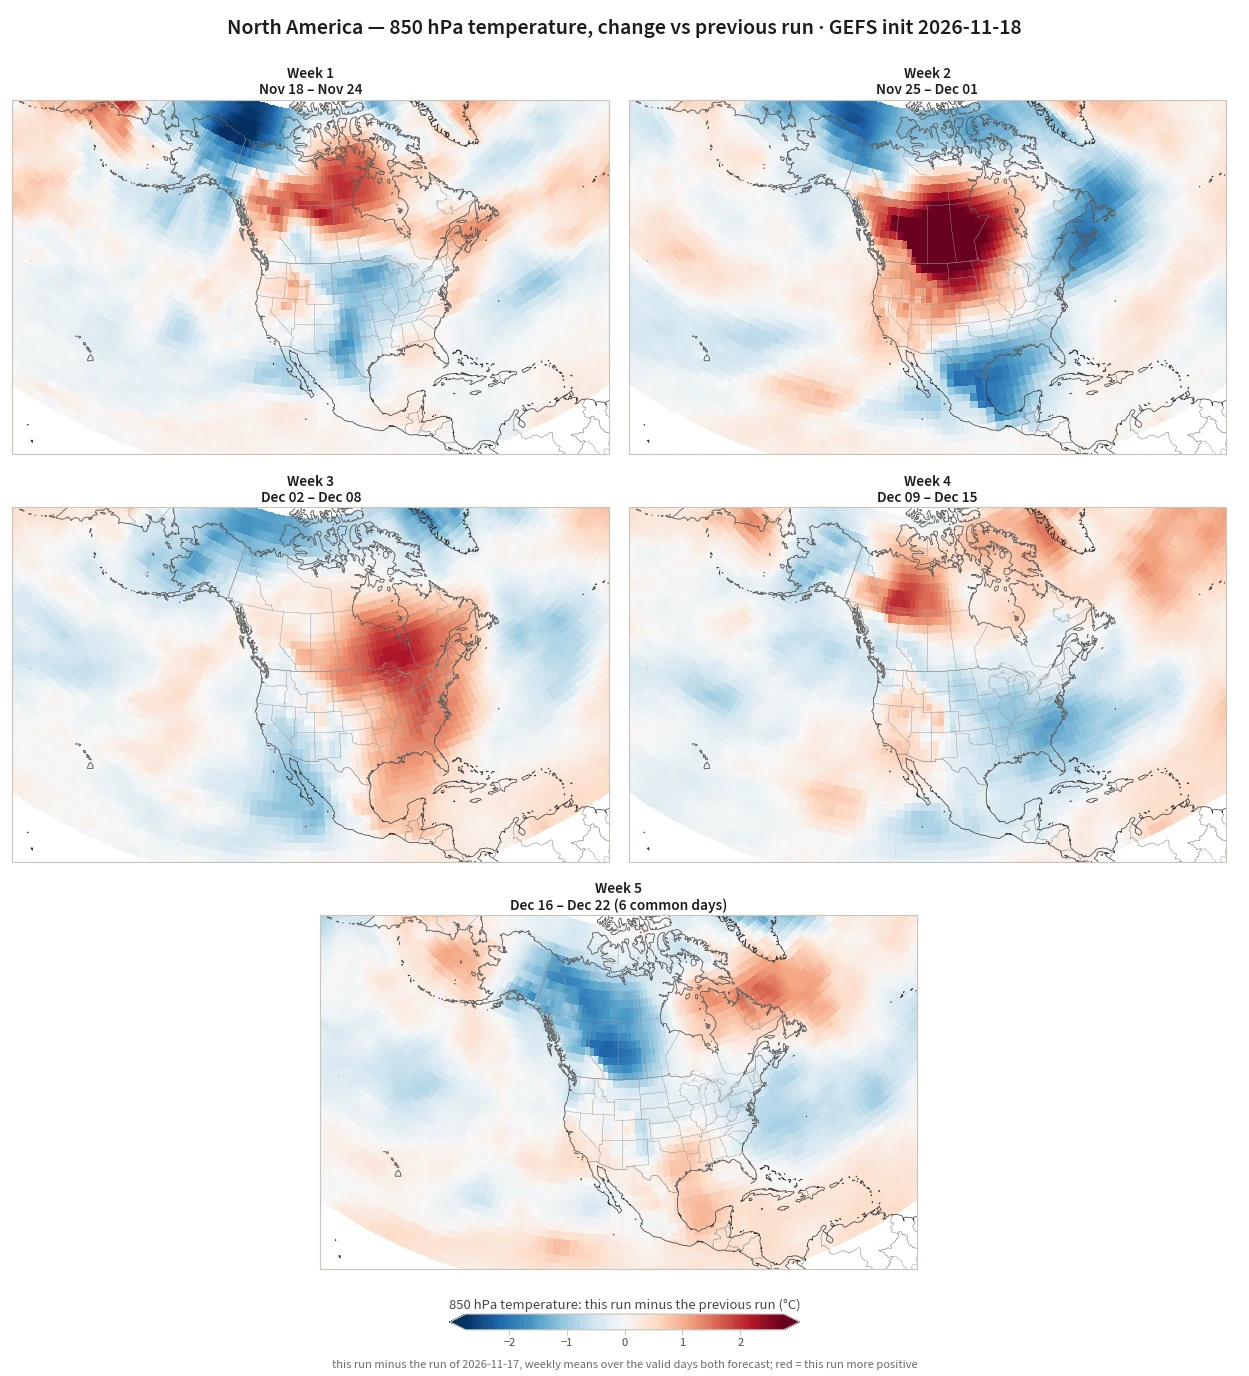 North America — 850 hPa temperature, change vs previous run · GEFS init 2026-11-18
Week 1
Nov 18 – Nov 24
Week 2
Nov 25 – Dec 01
Week 3
Dec 02 – Dec 08
Week 4
Dec 09 – Dec 15
Week 5
Dec 16 – Dec 22 (6 common days)
850 hPa temperature: this run minus the previous run (°C)
−2 −1 0 1 2
this run minus the run of 2026-11-17, weekly means over the valid days both forecast; red = this run more positive